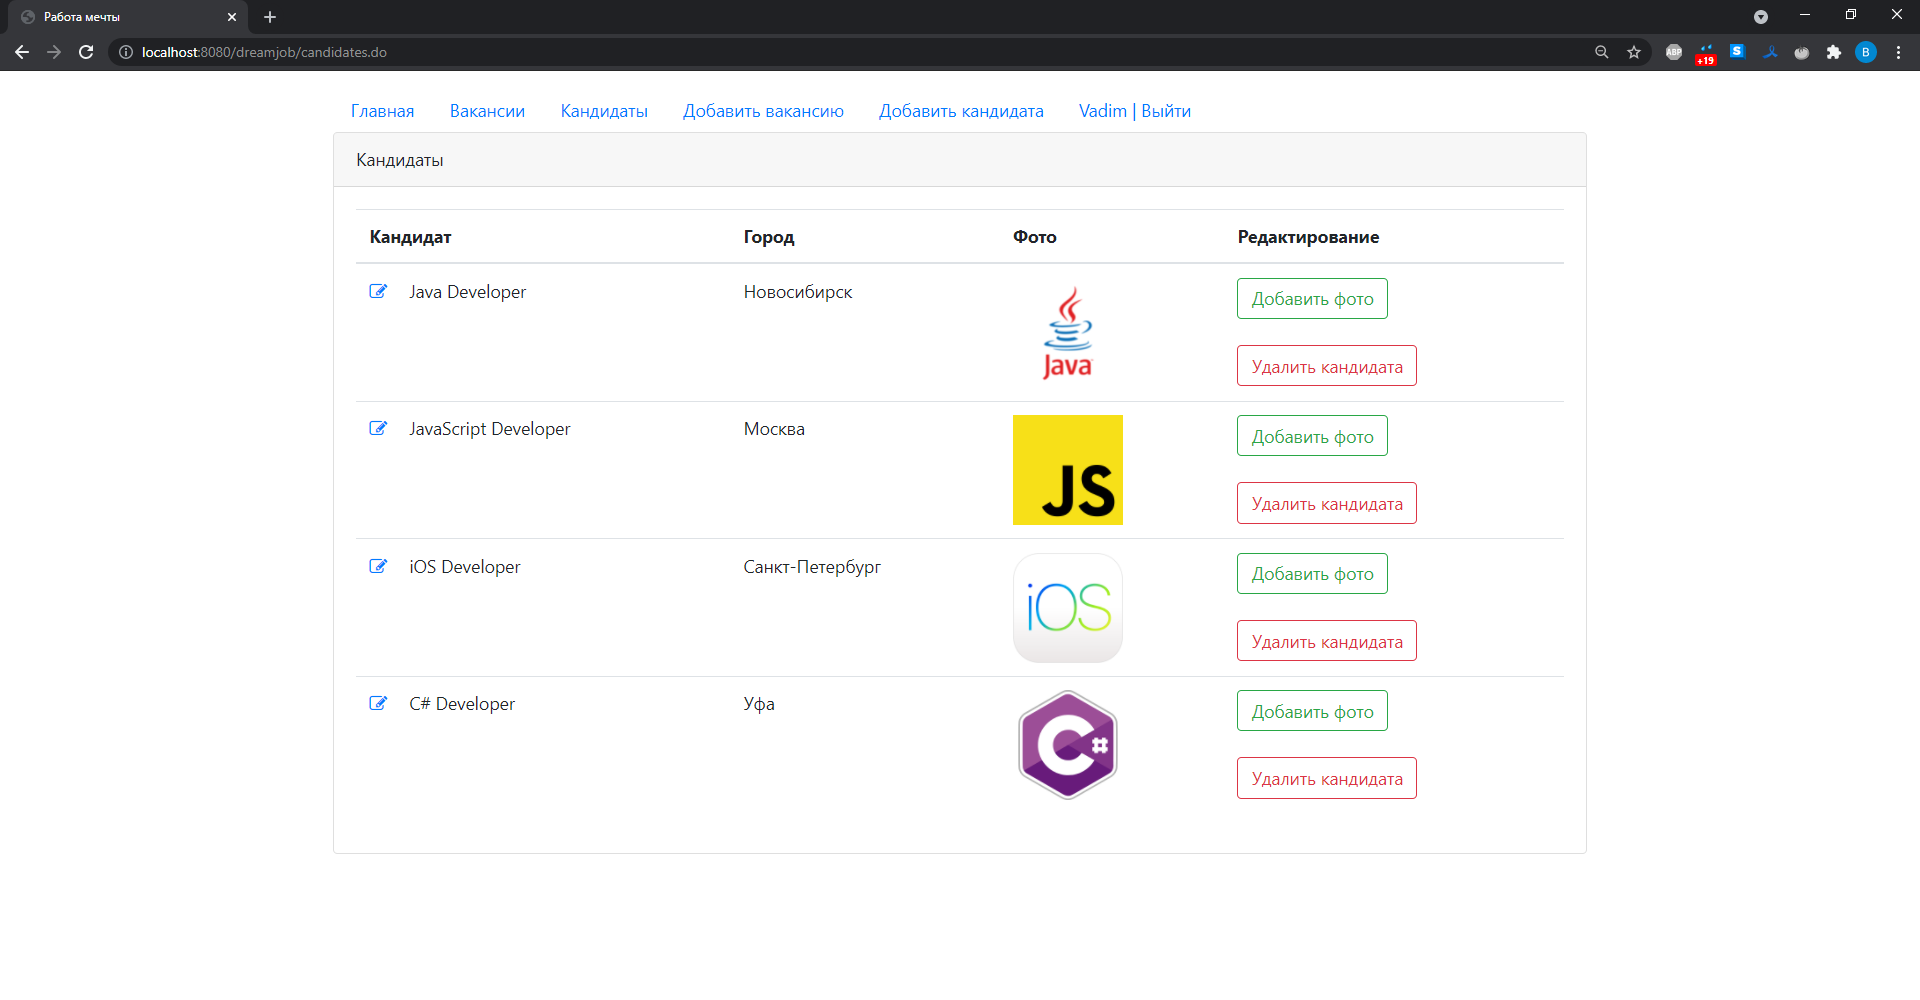 Работа мечты
localhost:8080/dreamjob/candidates.do
ABP
+19
S
B
Главная Вакансии Кандидаты Добавить вакансию Добавить кандидата Vadim | Выйти
Кандидаты
Кандидат Город Фото Редактирование
Java Developer Новосибирск Java Добавить фото
Удалить кандидата
JavaScript Developer Москва JS Добавить фото
Удалить кандидата
iOS Developer Санкт-Петербург iOS Добавить фото
Удалить кандидата
C# Developer Уфа C# Добавить фото
Удалить кандидата